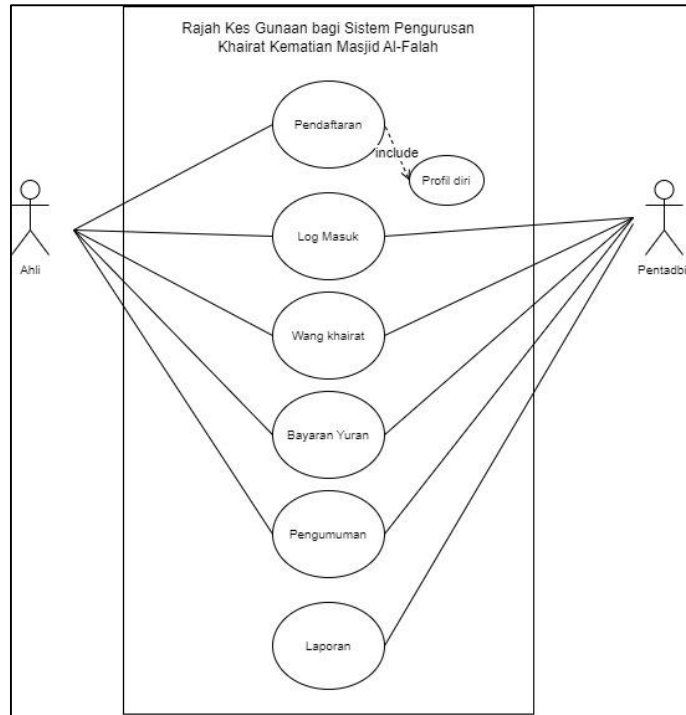 Rajah Kes Gunaan bagi Sistem Pengurusan
Khairat Kematian Masjid Al-Falah
Pendaftaran
include
Profil diri
Log Masuk
Ahli
Pentadbi
Wang khairat
Bayaran Yuran
Pengumuman
Laporan